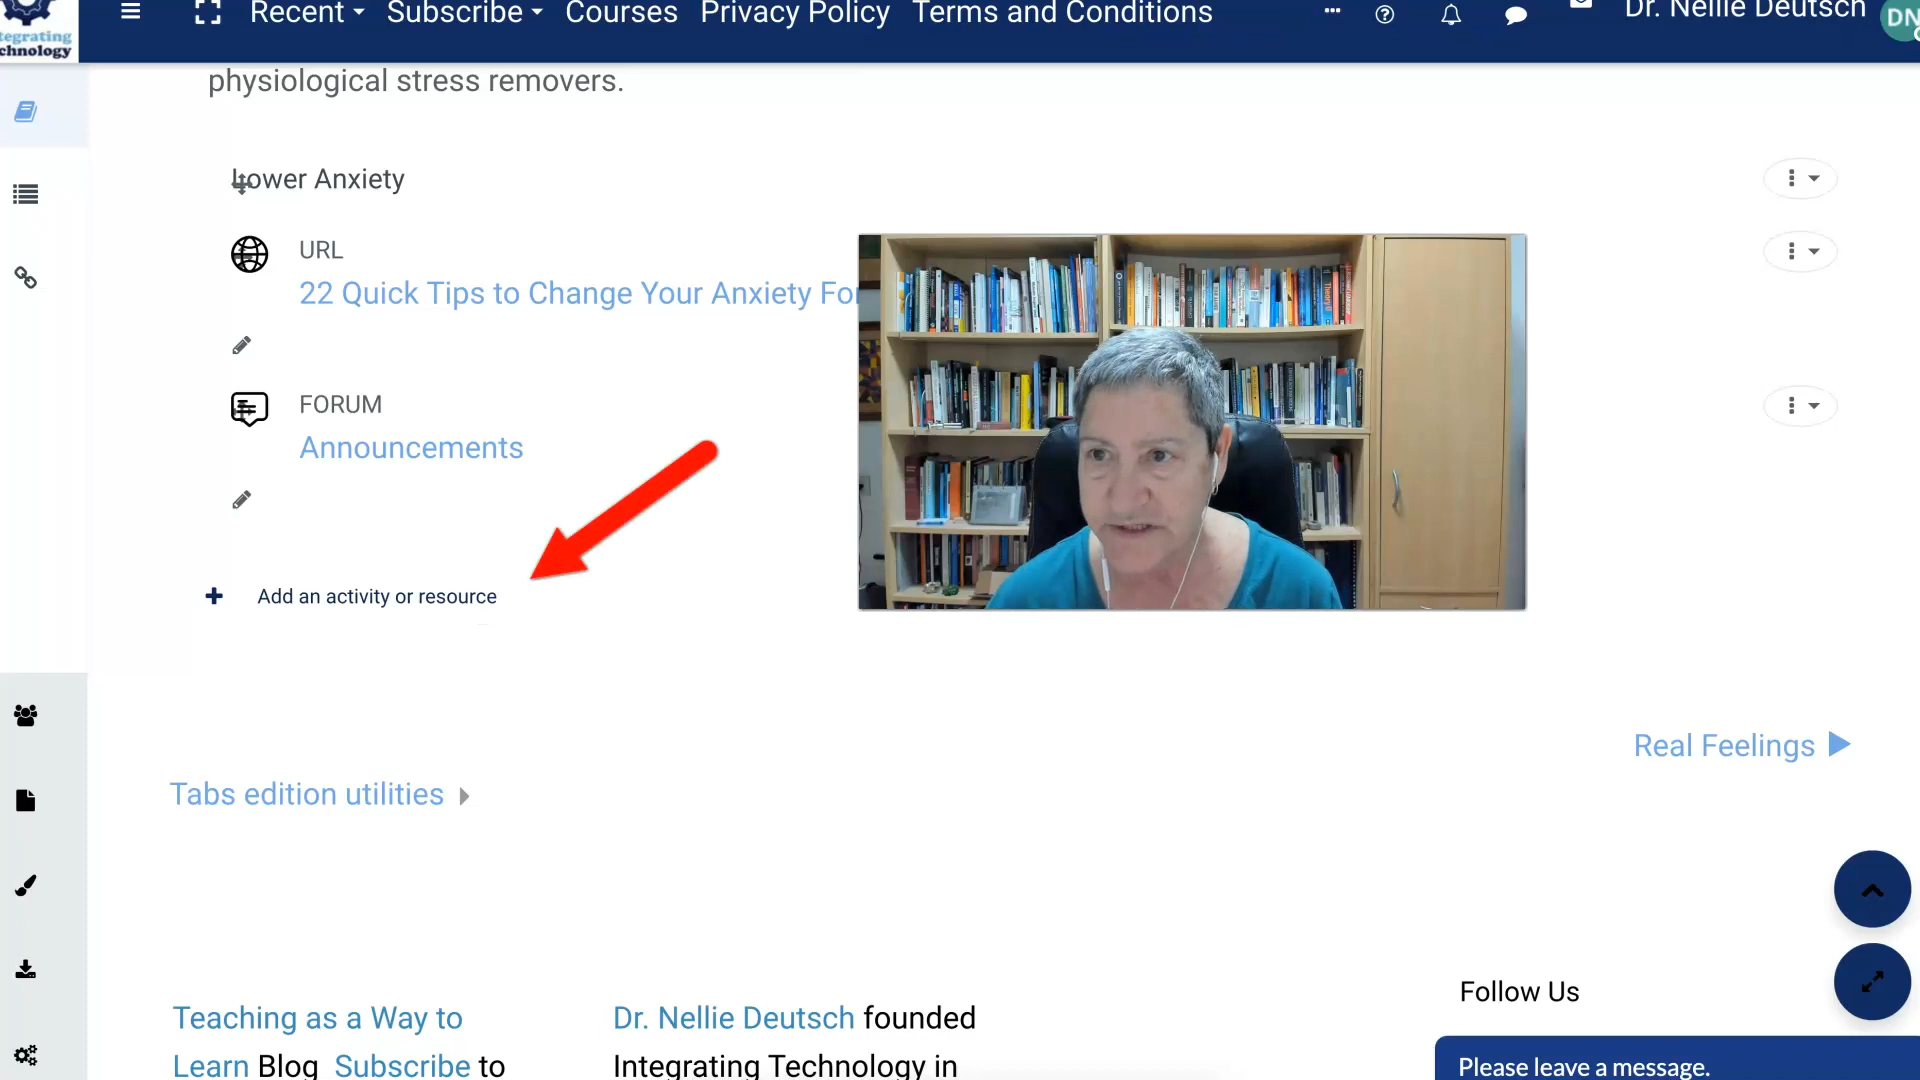 Recent Subscribe Courses Privacy Policy Terms and Conditions Dr. Nellie Deutsch DN
chnology
physiological stress removers.
Lower Anxiety
URL
22 Quick Tips to Change Your Anxiety For
FORUM
Announcements
Add an activity or resource
Real Feelings
Tabs edition utilities
Teaching as a Way to
Learn Blog Subscribe to
Dr. Nellie Deutsch founded
Integrating Technology in
Follow Us
Please leave a message.